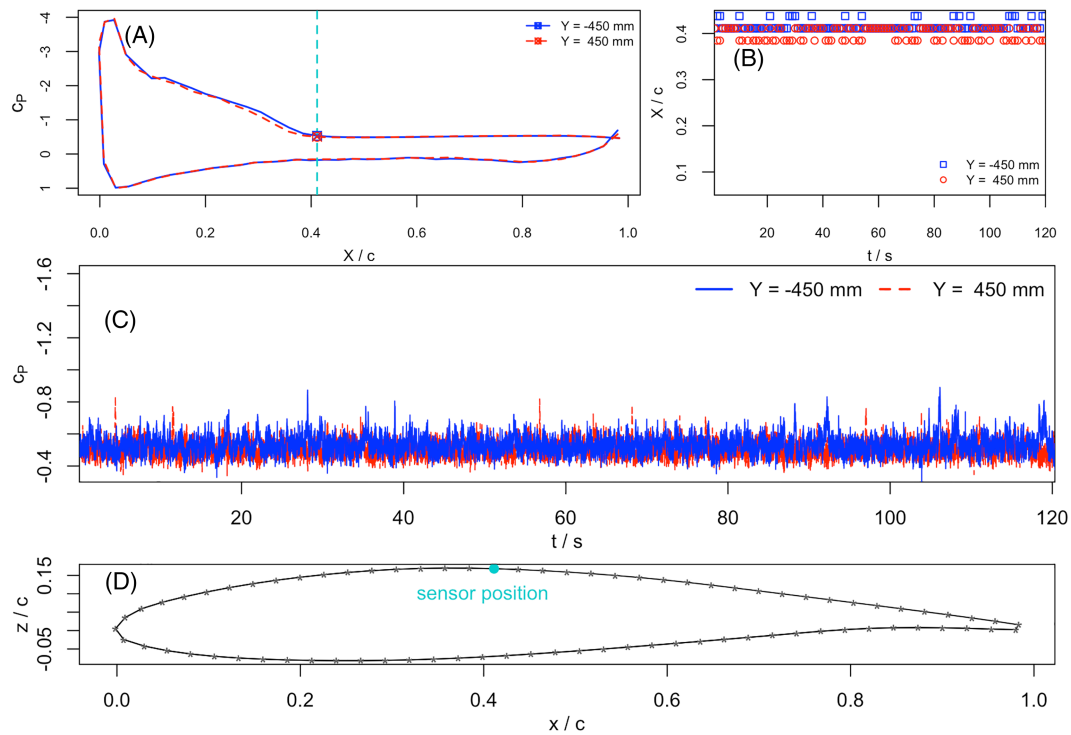 (A)
Y = -450 mm
Y =  450 mm
-4
-3
-2
-1
0
1
cP
0.0 0.2 0.4 0.6 0.8 1.0
X / c
(B)
Y = -450 mm
Y =  450 mm
0.4
0.3
0.2
0.1
X / c
20 40 60 80 100 120
t / s
(C)
Y = -450 mm Y =  450 mm
-1.6
-1.2
-0.8
-0.4
cP
20 40 60 80 100 120
t / s
(D)
sensor position
0.15
-0.05
z / c
0.0 0.2 0.4 0.6 0.8 1.0
x / c